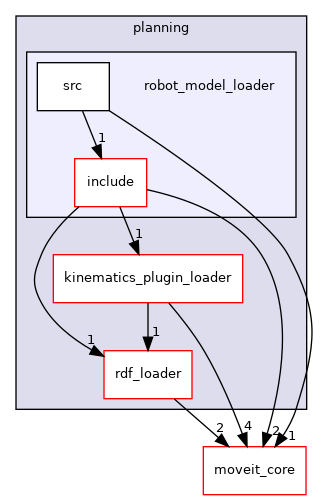 planning
src
robot_model_loader
1
include
1
kinematics_plugin_loader
1
1
rdf_loader
2
4
2
1
moveit_core